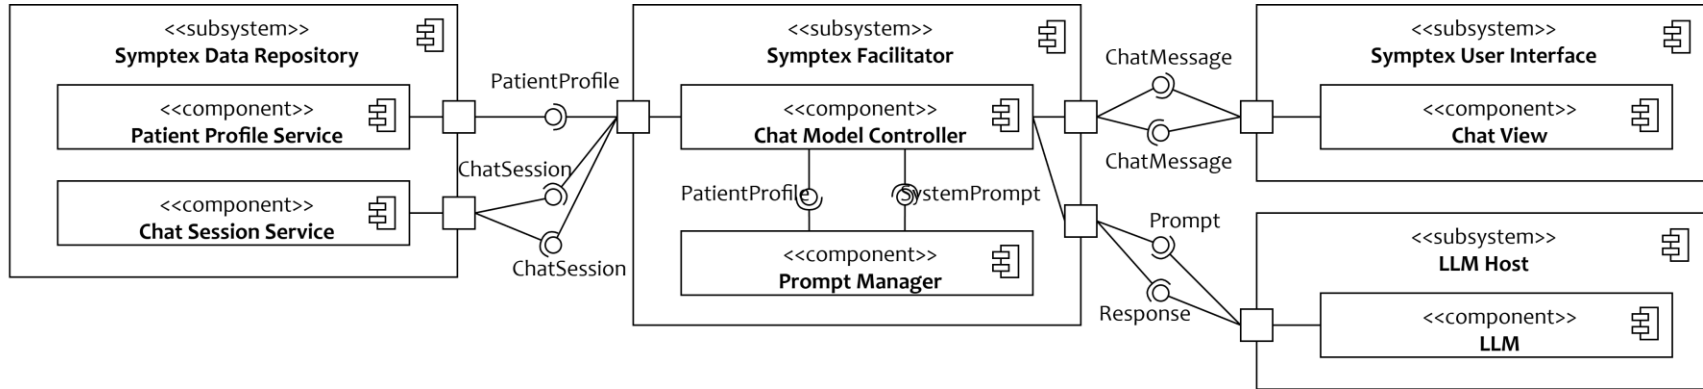 <<subsystem>>
Symptex Data Repository
<<component>>
Patient Profile Service
<<component>>
Chat Session Service
PatientProfile
ChatSession
ChatSession
<<subsystem>>
Symptex Facilitator
<<component>>
Chat Model Controller
PatientProfile
SystemPrompt
<<component>>
Prompt Manager
ChatMessage
ChatMessage
Prompt
Response
<<subsystem>>
Symptex User Interface
<<component>>
Chat View
<<subsystem>>
LLM Host
<<component>>
LLM